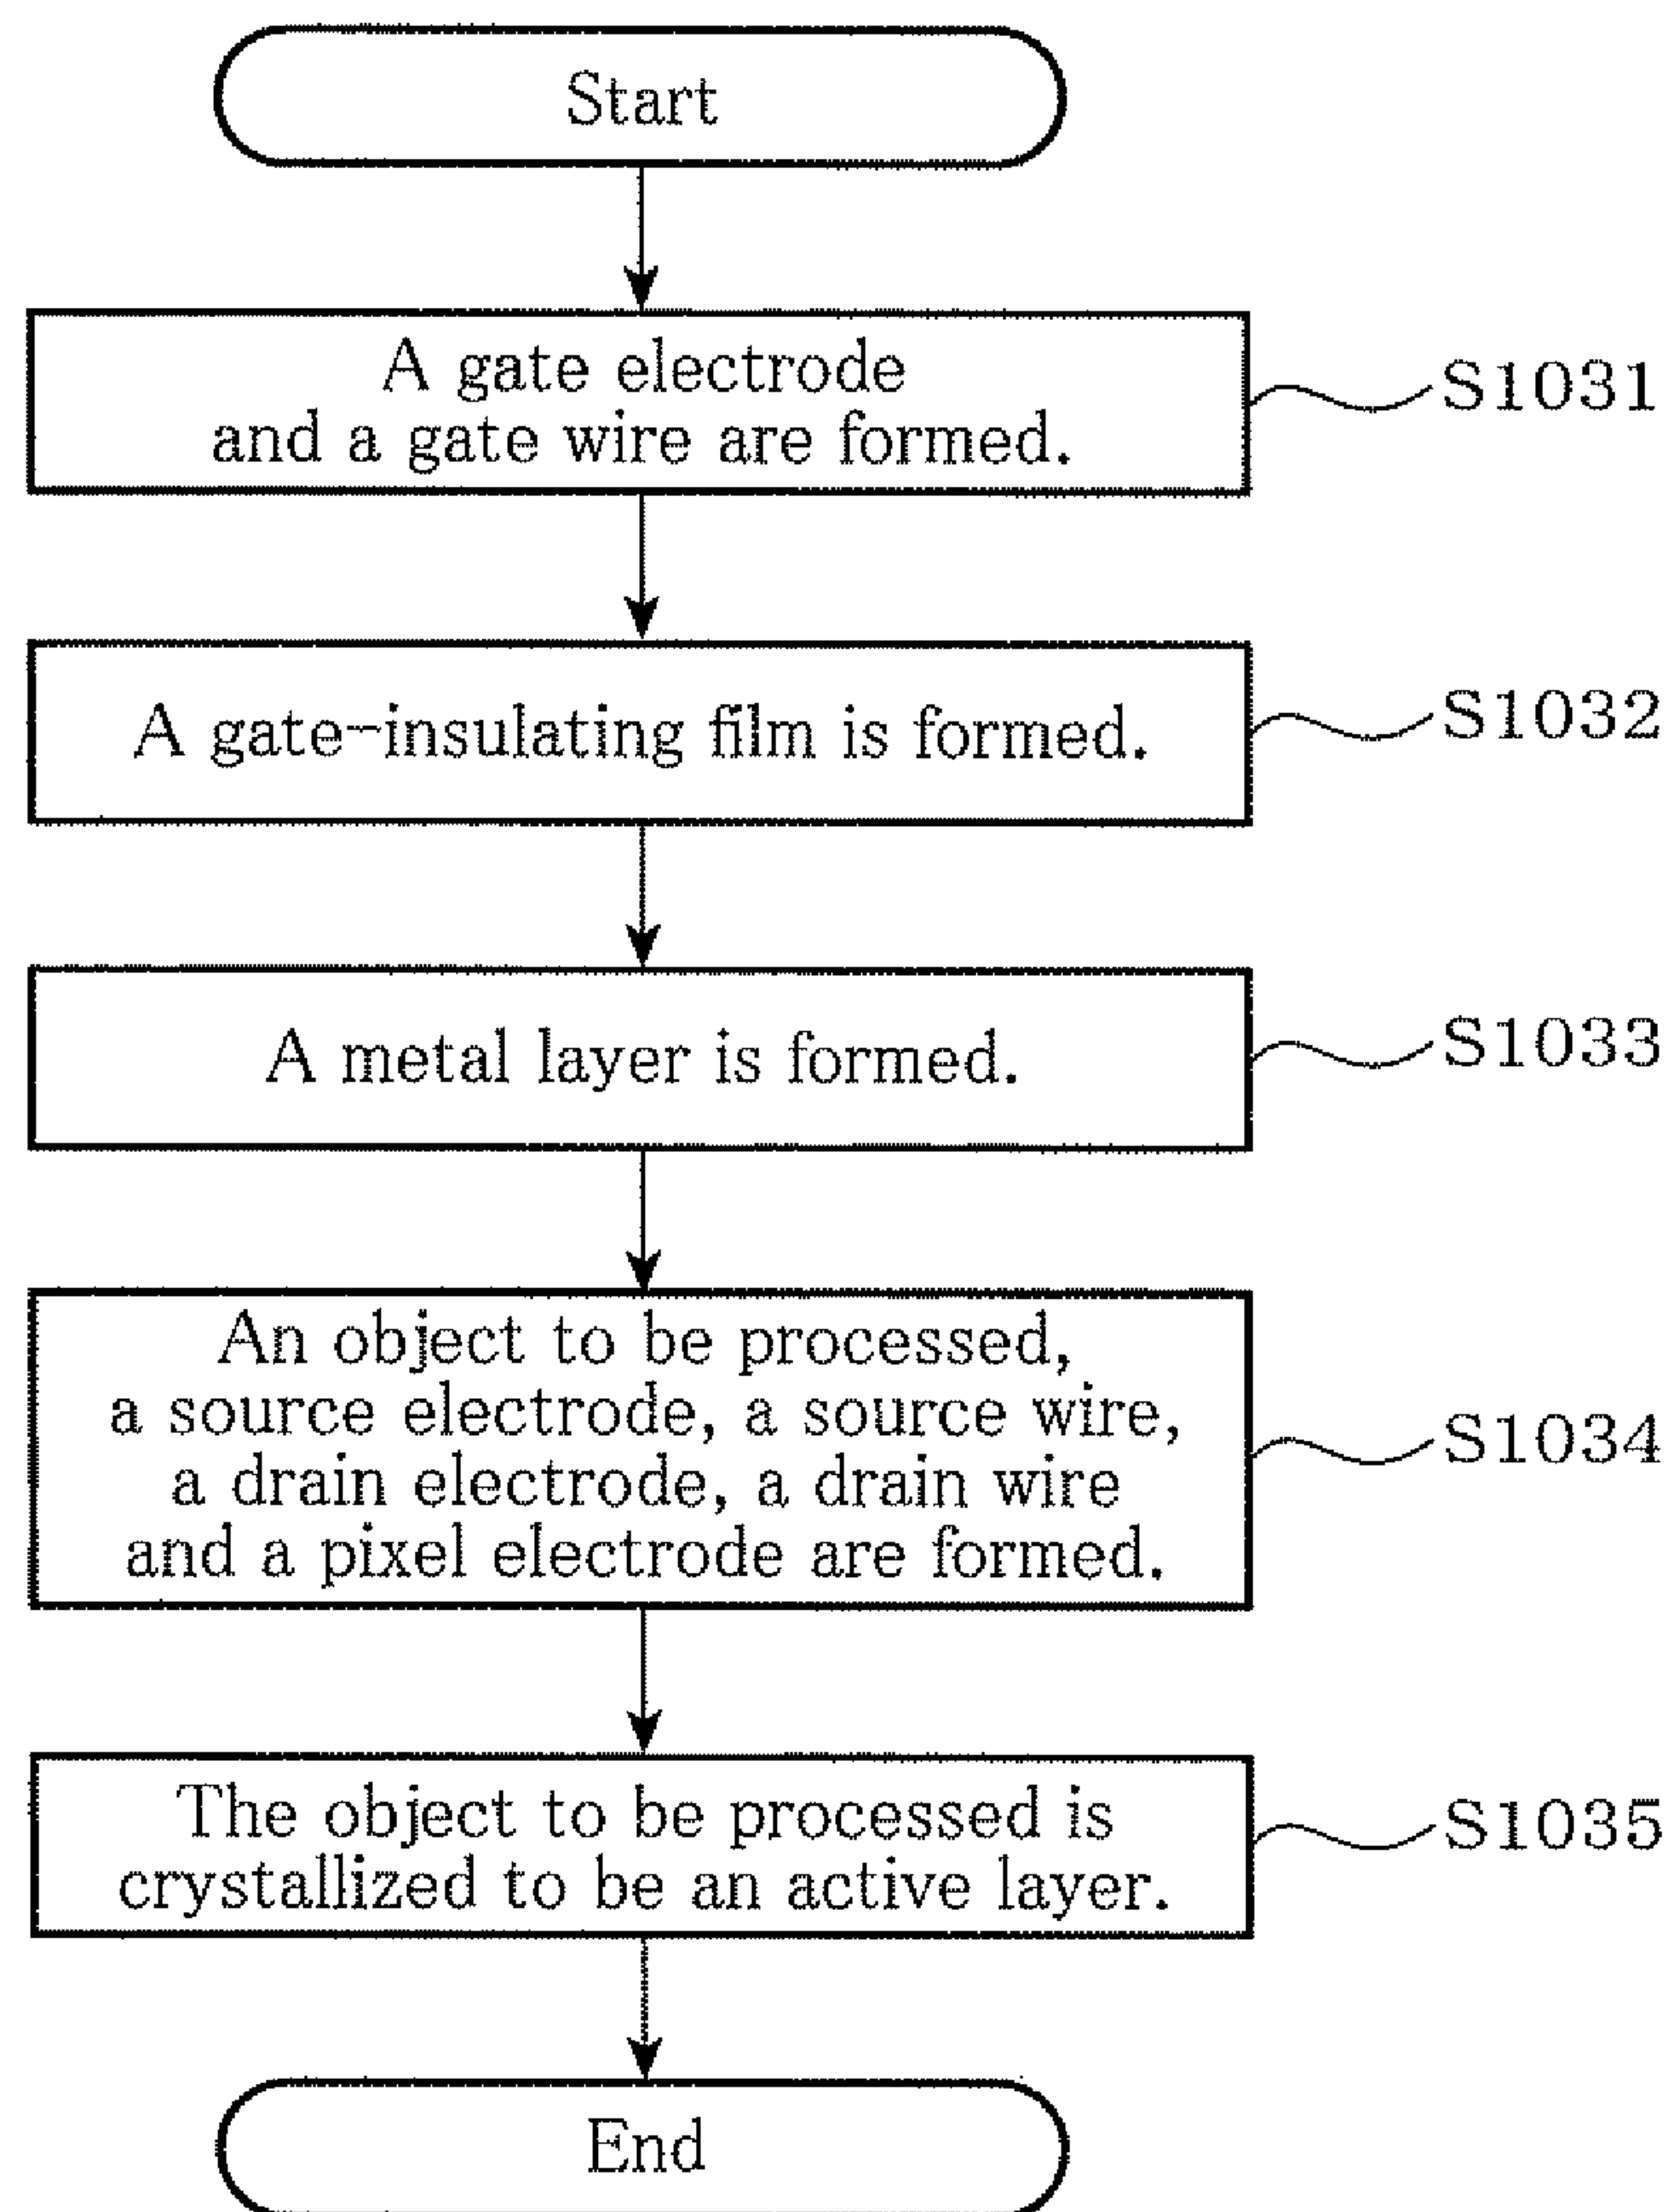 Start
A gate electrode
and a gate wire are formed.
S1031
A gate-insulating film is formed.
S1032
A metal layer is formed.
S1033
An object to be processed,
a source electrode, a source wire,
a drain electrode, a drain wire
and a pixel electrode are formed.
S1034
The object to be processed is
crystallized to be an active layer.
S1035
End